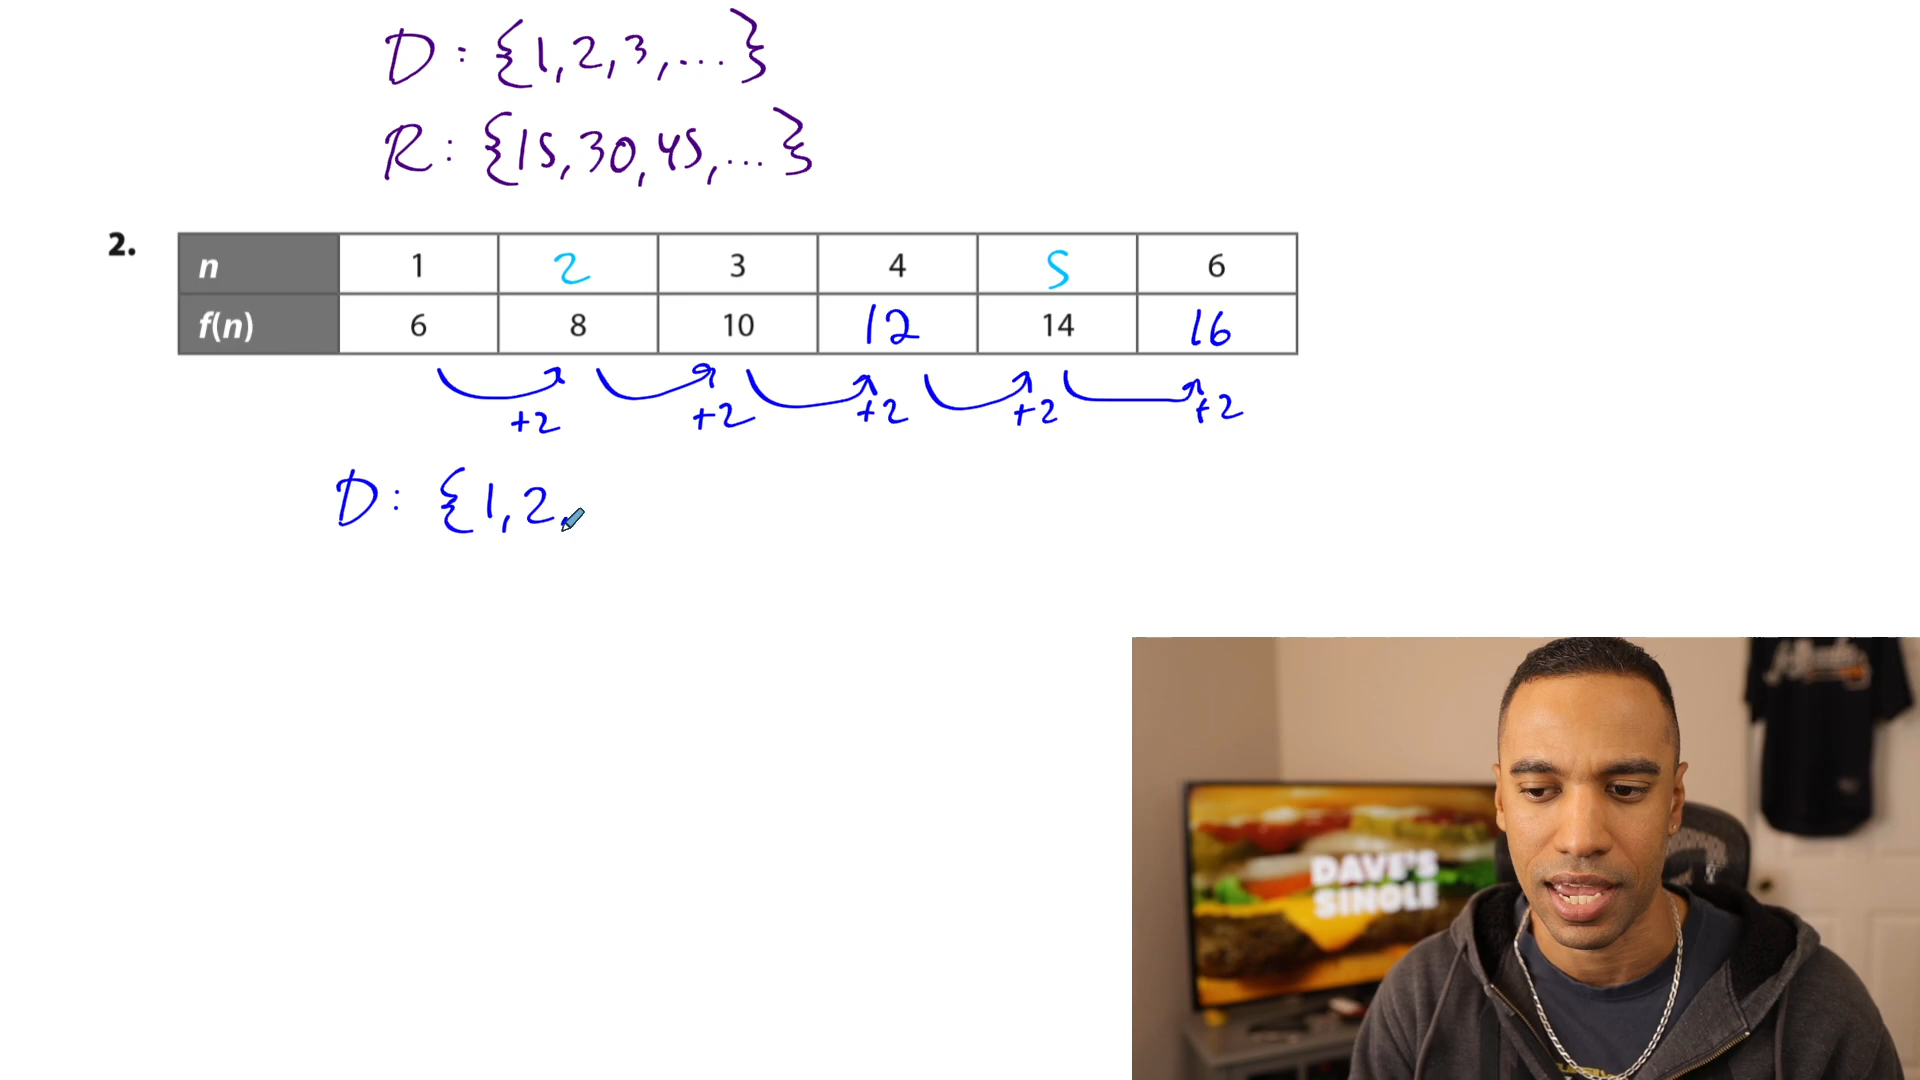 D: {1,2,3,...}
R: {15,30,45,...}
2.
n 1 2 3 4 5 6
f(n) 6 8 10 12 14 16
+2 +2 +2 +2 +2
D: {1,2,
DAVE'S
SINGLE